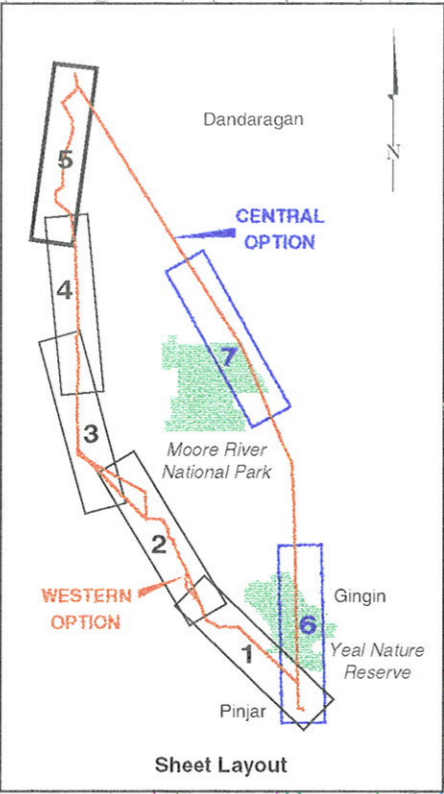 Dandaragan
N
5
CENTRAL
OPTION
4
7
3
Moore River
National Park
2
WESTERN
OPTION
Gingin
6
1
Yeal Nature
Reserve
Pinjar
Sheet Layout